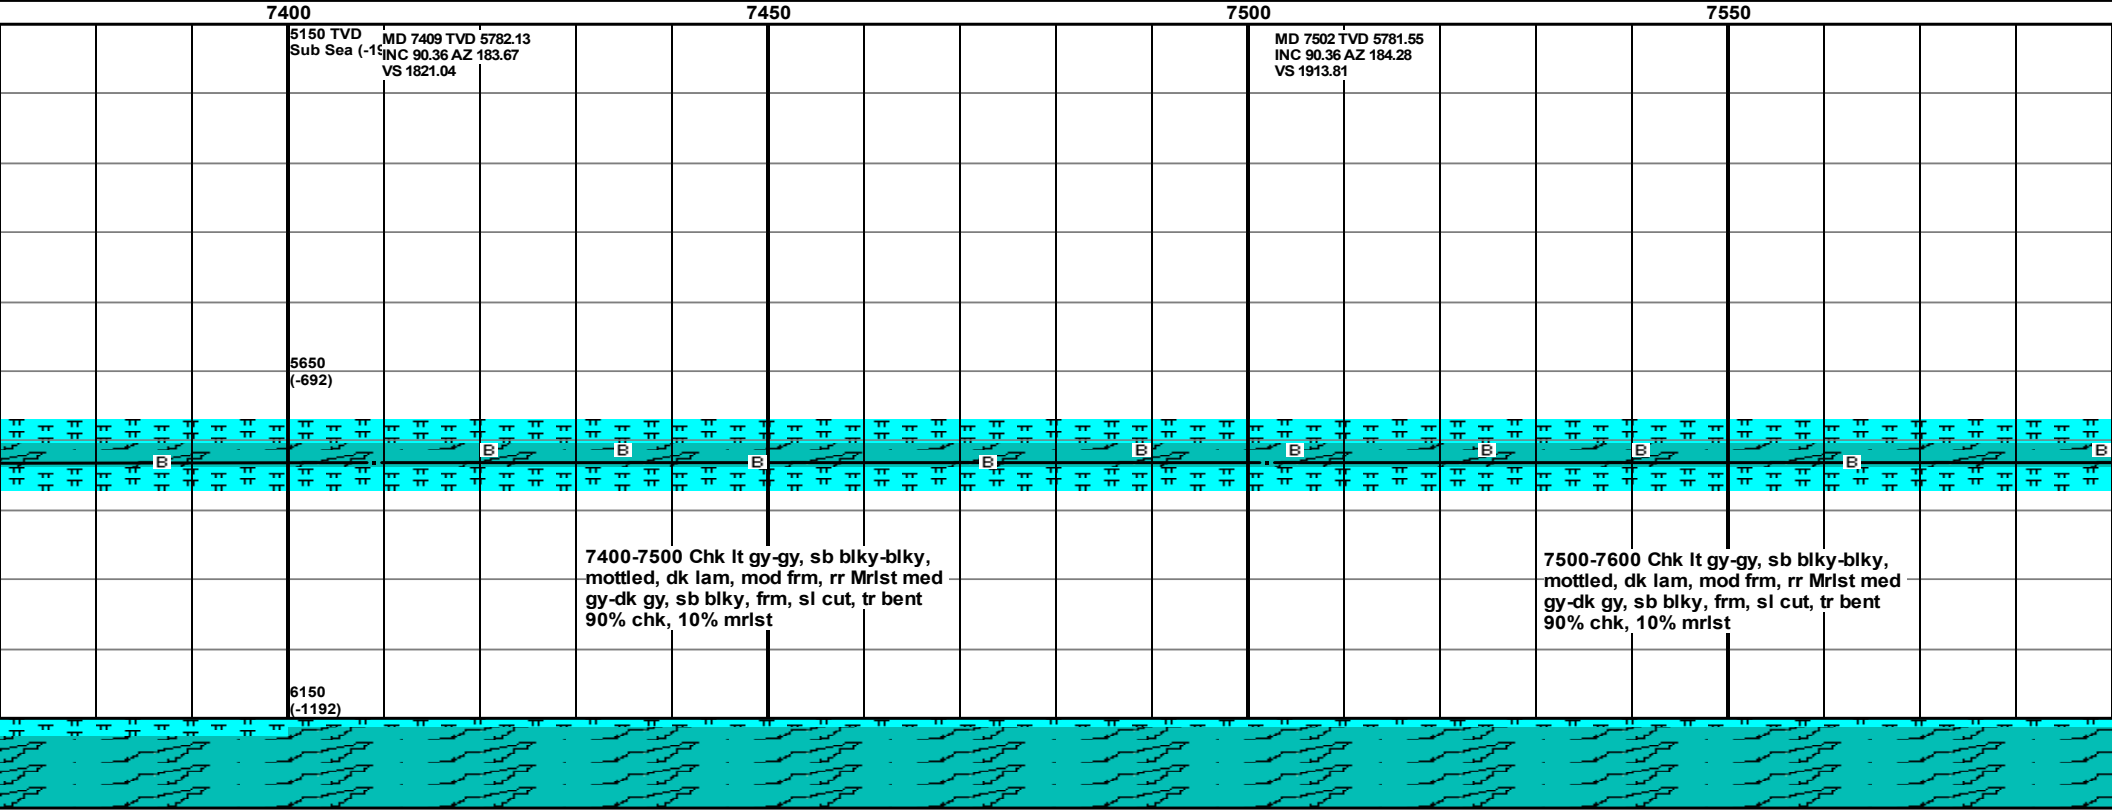 7400 7450 7500 7550
5150 TVD
Sub Sea (-19
MD 7409 TVD 5782.13
INC 90.36 AZ 183.67
VS 1821.04
MD 7502 TVD 5781.55
INC 90.36 AZ 184.28
VS 1913.81
5650
(-692)
B B B B B B B B B B B
7400-7500 Chk lt gy-gy, sb blky-blky,
mottled, dk lam, mod frm, rr Mrlst med
gy-dk gy, sb blky, frm, sl cut, tr bent
90% chk, 10% mrlst
7500-7600 Chk lt gy-gy, sb blky-blky,
mottled, dk lam, mod frm, rr Mrlst med
gy-dk gy, sb blky, frm, sl cut, tr bent
90% chk, 10% mrlst
6150
(-1192)